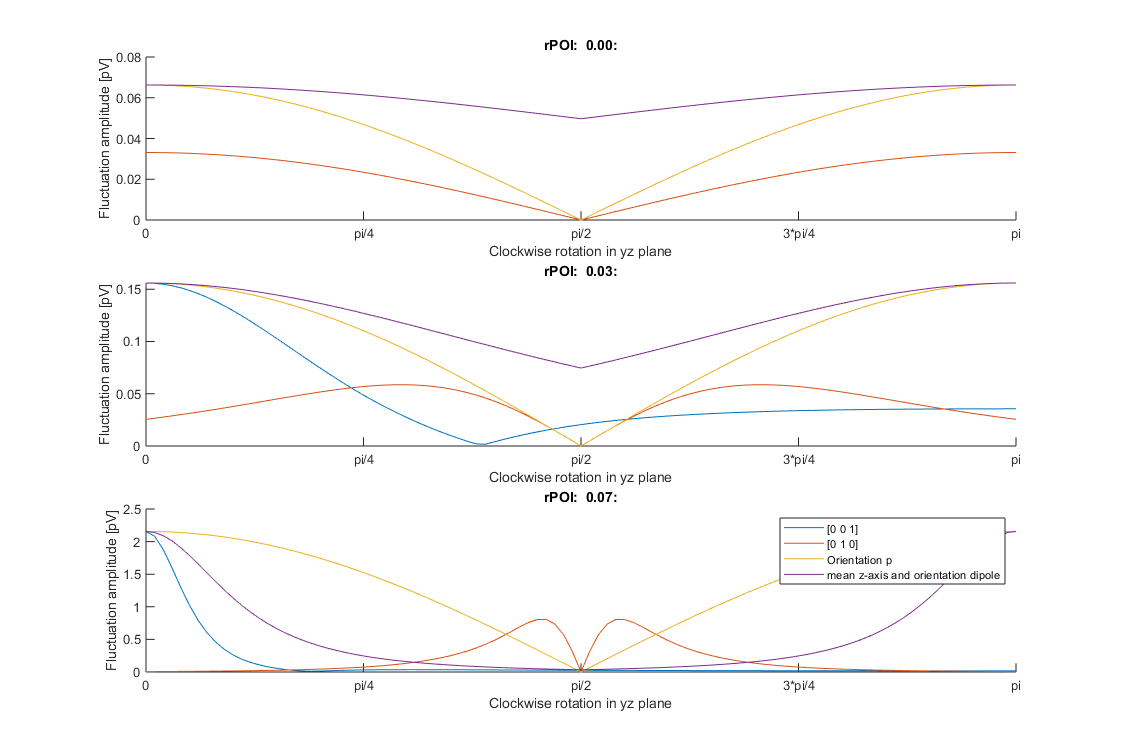 rPOI: 0.00:
Fluctuation amplitude [pV]
0.08
0.06
0.04
0.02
0
0 pi/4 pi/2 3*pi/4 pi
Clockwise rotation in yz plane
rPOI: 0.03:
Fluctuation amplitude [pV]
0.15
0.1
0.05
0
0 pi/4 pi/2 3*pi/4 pi
Clockwise rotation in yz plane
rPOI: 0.07:
Fluctuation amplitude [pV]
2.5
2
1.5
1
0.5
0
[0 0 1]
[0 1 0]
Orientation p
mean z-axis and orientation dipole
0 pi/4 pi/2 3*pi/4 pi
Clockwise rotation in yz plane